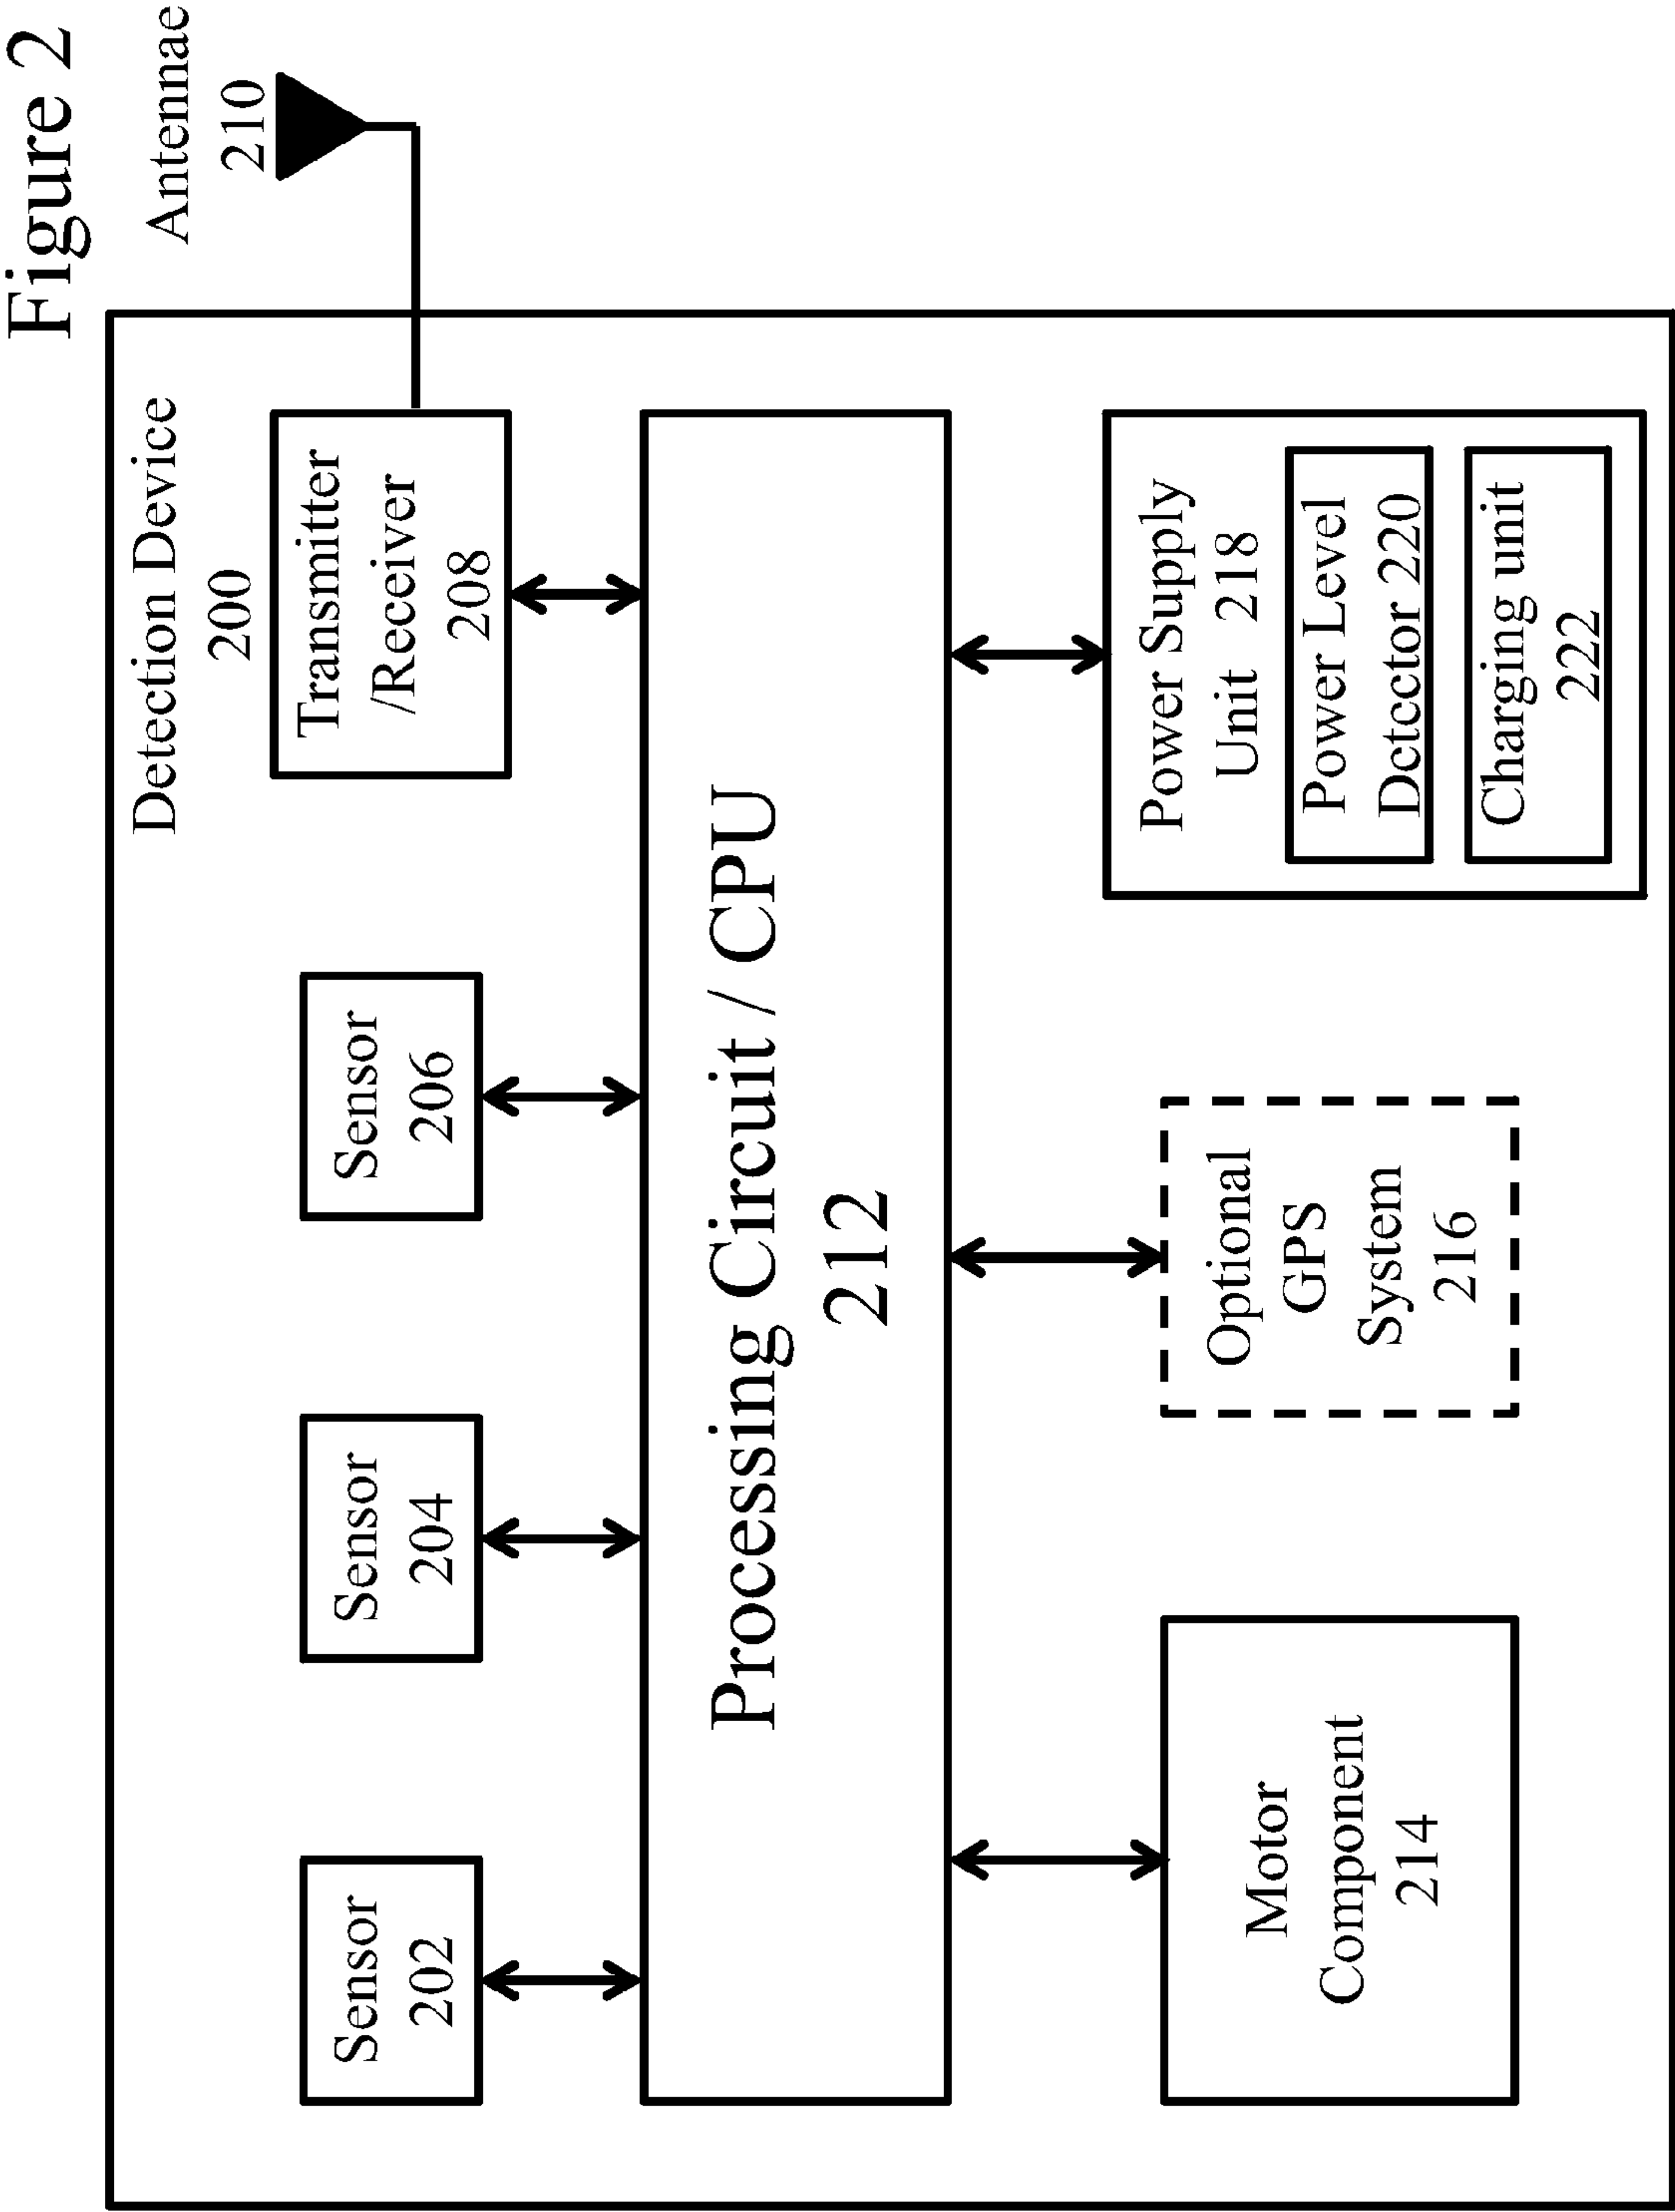 Figure 2
Antennae
210
Detection Device
200
Sensor
202
Sensor
204
Sensor
206
Transmitter
/Receiver
208
Processing Circuit / CPU
212
Motor
Component
214
Optional
GPS
System
216
Power Supply
Unit 218
Power Level
Detector 220
Charging unit
222